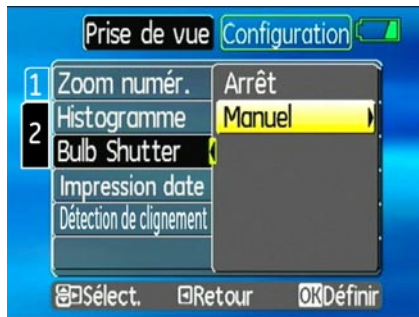 Prise de vue Configuration
1 Zoom numér. Arrêt
Histogramme Manuel
2
Bulb Shutter
Impression date
Détection de clignement
Sélect. Retour OK Définir